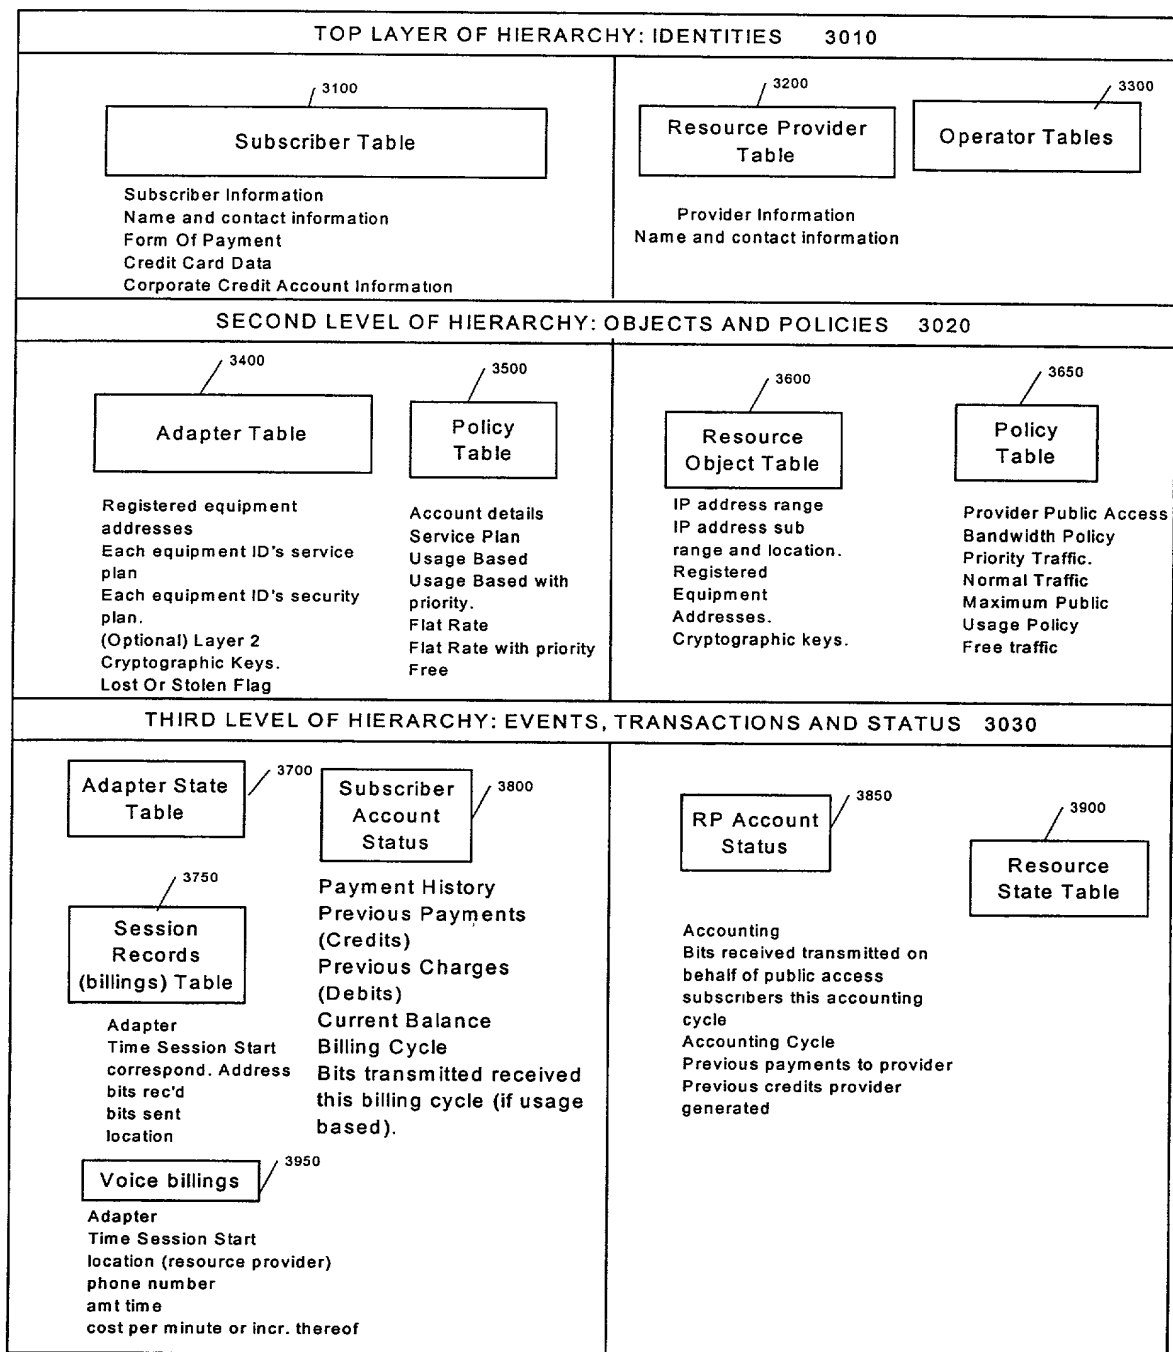 TOP LAYER OF HIERARCHY: IDENTITIES 3010
3100
Subscriber Table
Subscriber Information
Name and contact information
Form Of Payment
Credit Card Data
Corporate Credit Account Information
3200
Resource Provider
Table
Provider Information
Name and contact information
3300
Operator Tables
SECOND LEVEL OF HIERARCHY: OBJECTS AND POLICIES 3020
3400
Adapter Table
Registered equipment
addresses
Each equipment ID's service
plan
Each equipment ID's security
plan.
(Optional) Layer 2
Cryptographic Keys.
Lost Or Stolen Flag
3500
Policy
Table
Account details
Service Plan
Usage Based
Usage Based with
priority.
Flat Rate
Flat Rate with priority
Free
3600
Resource
Object Table
IP address range
IP address sub
range and location.
Registered
Equipment
Addresses.
Cryptographic keys.
3650
Policy
Table
Provider Public Access
Bandwidth Policy
Priority Traffic.
Normal Traffic
Maximum Public
Usage Policy
Free traffic
THIRD LEVEL OF HIERARCHY: EVENTS, TRANSACTIONS AND STATUS 3030
3700
Adapter State
Table
3750
Session
Records
(billings) Table
Adapter
Time Session Start
correspond. Address
bits rec'd
bits sent
location
3950
Voice billings
Adapter
Time Session Start
location (resource provider)
phone number
amt time
cost per minute or incr. thereof
3800
Subscriber
Account
Status
Payment History
Previous Payments
(Credits)
Previous Charges
(Debits)
Current Balance
Billing Cycle
Bits transmitted received
this billing cycle (if usage
based).
3850
RP Account
Status
Accounting
Bits received transmitted on
behalf of public access
subscribers this accounting
cycle
Accounting Cycle
Previous payments to provider
Previous credits provider
generated
3900
Resource
State Table